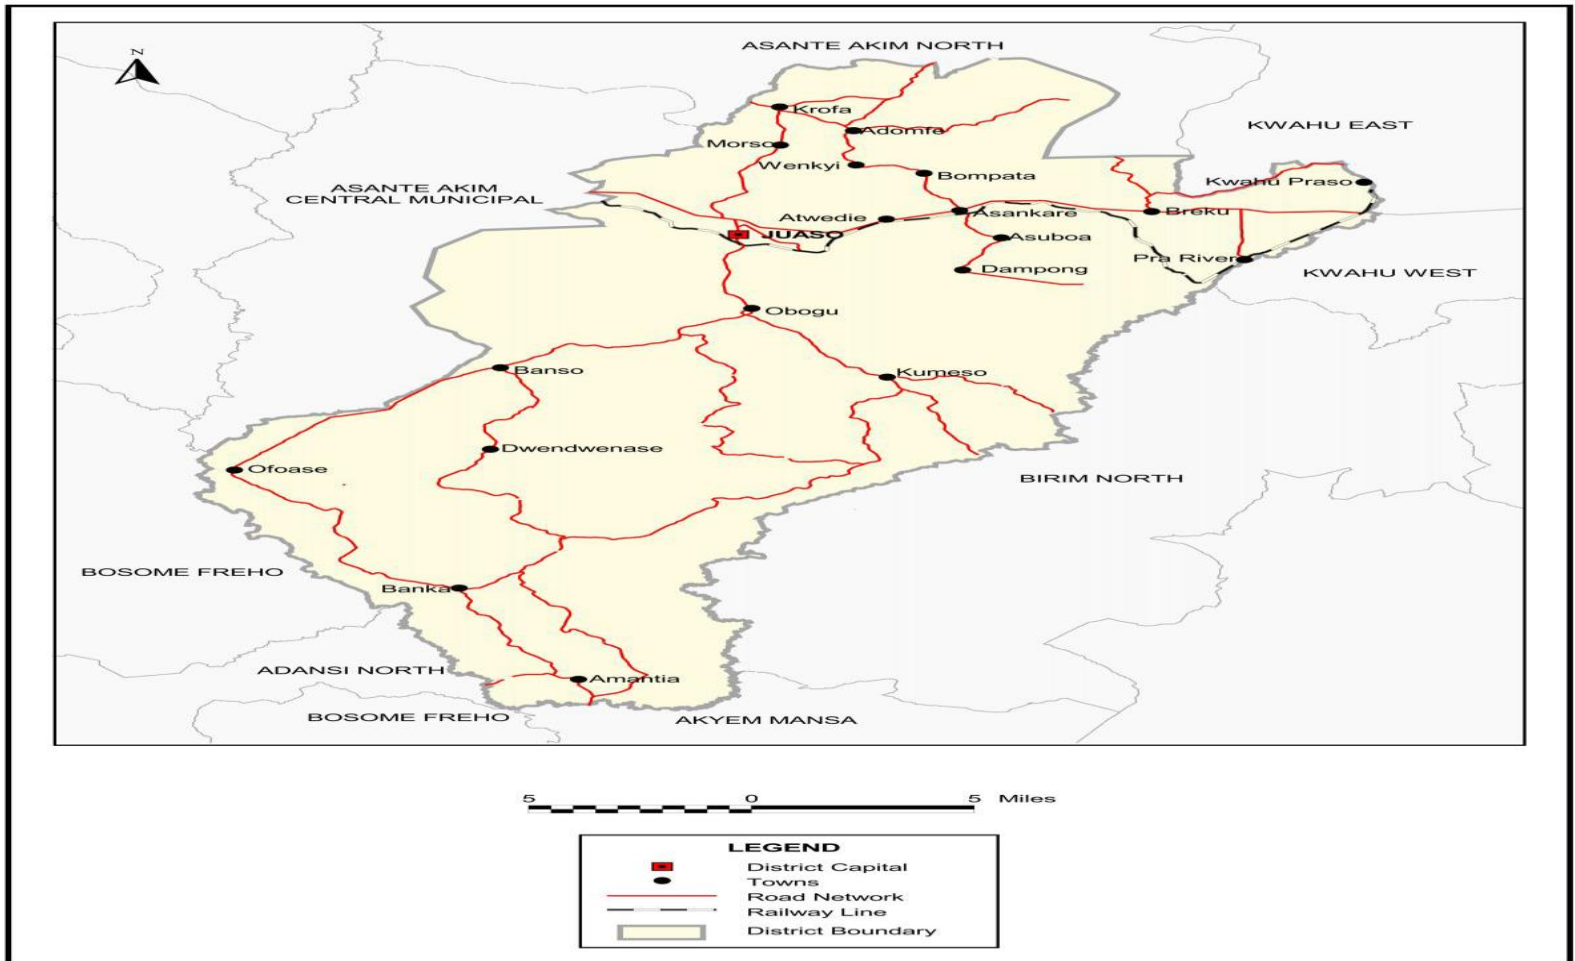 N
ASANTE AKIM NORTH
Krofa
KWAHU EAST
Adomfe
Morso
Wenkyi
Bompata
Kwahu Praso
ASANTE AKIM
CENTRAL MUNICIPAL
Atwedie
Asankare
Breku
JUASO
Asuboa
Pra River
Dampong
KWAHU WEST
Obogu
Banso
Kumeso
Dwendwenase
Ofoase
BIRIM NORTH
BOSOME FREHO
Banka
ADANSI NORTH
Amantia
BOSOME FREHO
AKYEM MANSA
5 0 5 Miles
LEGEND
District Capital
Towns
Road Network
Railway Line
District Boundary